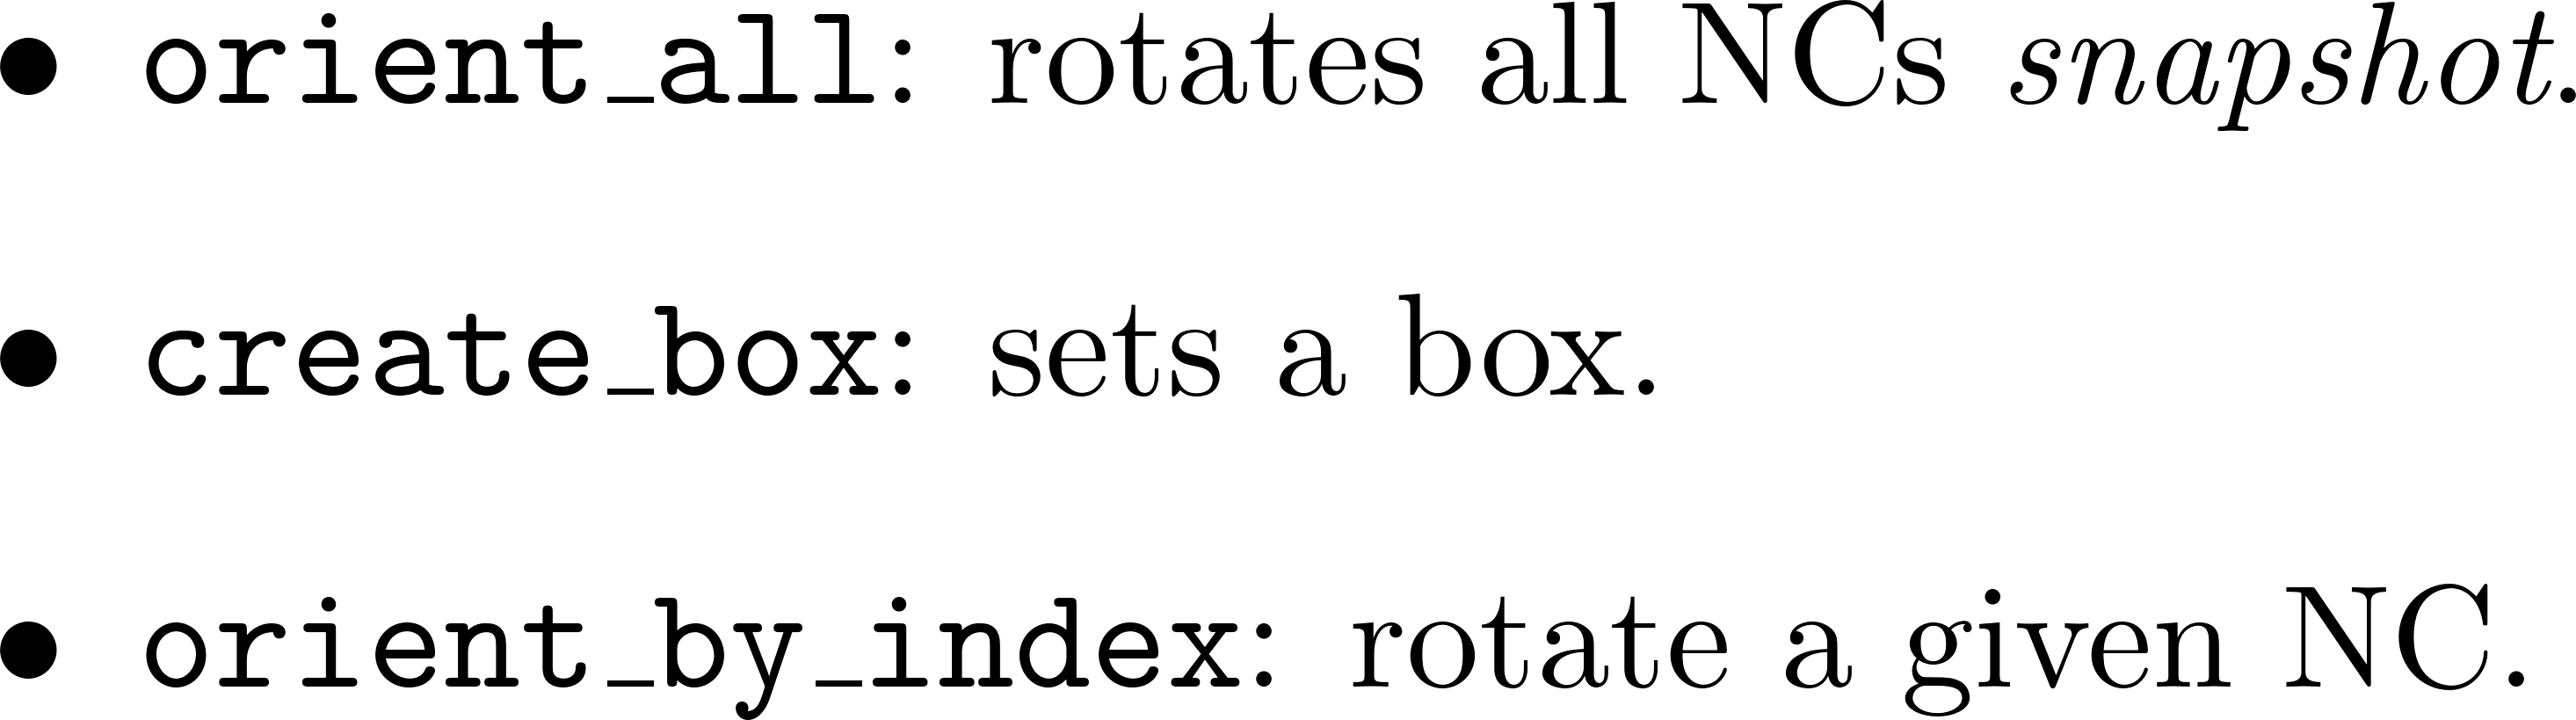 • orient_all: rotates all NCs snapshot.
• create_box: sets a box.
• orient_by_index: rotate a given NC.